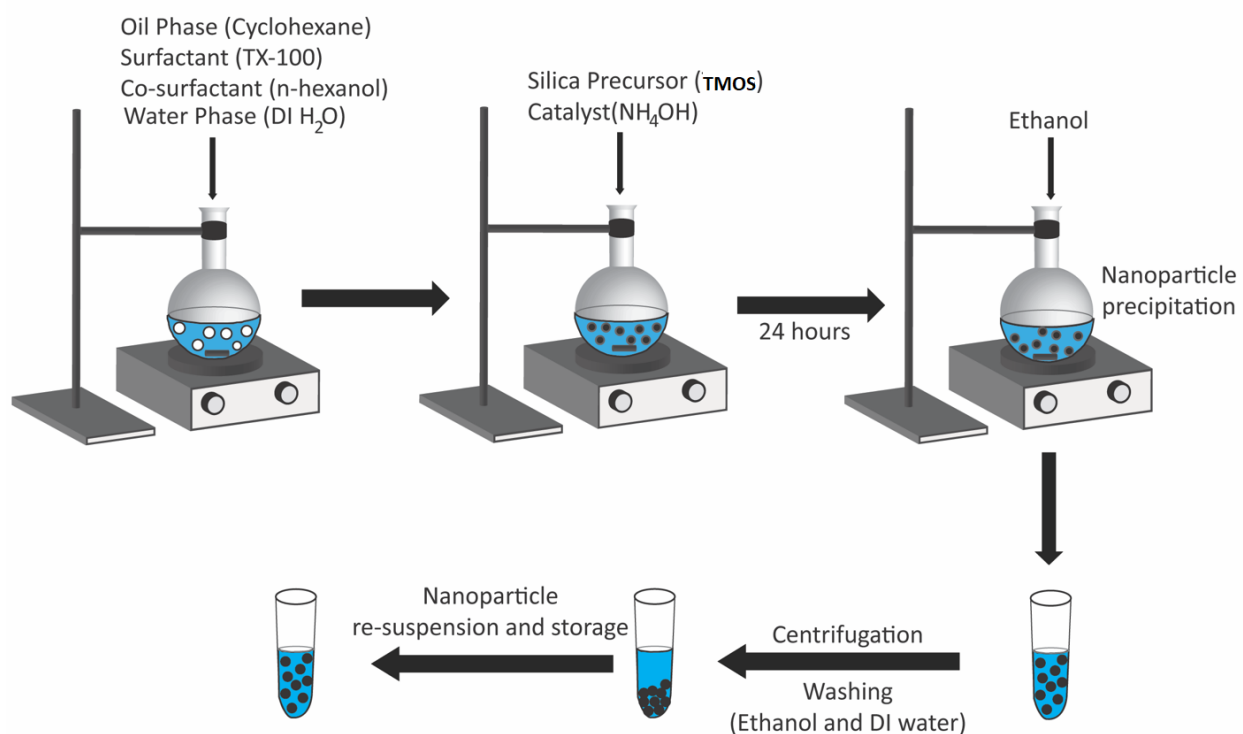 Oil Phase (Cyclohexane)
Surfactant (TX-100)
Co-surfactant (n-hexanol)
Water Phase (DI H₂O)
Silica Precursor (TMOS)
Catalyst(NH₄OH)
24 hours
Ethanol
Nanoparticle
precipitation
Centrifugation
Washing
(Ethanol and DI water)
Nanoparticle
re-suspension and storage